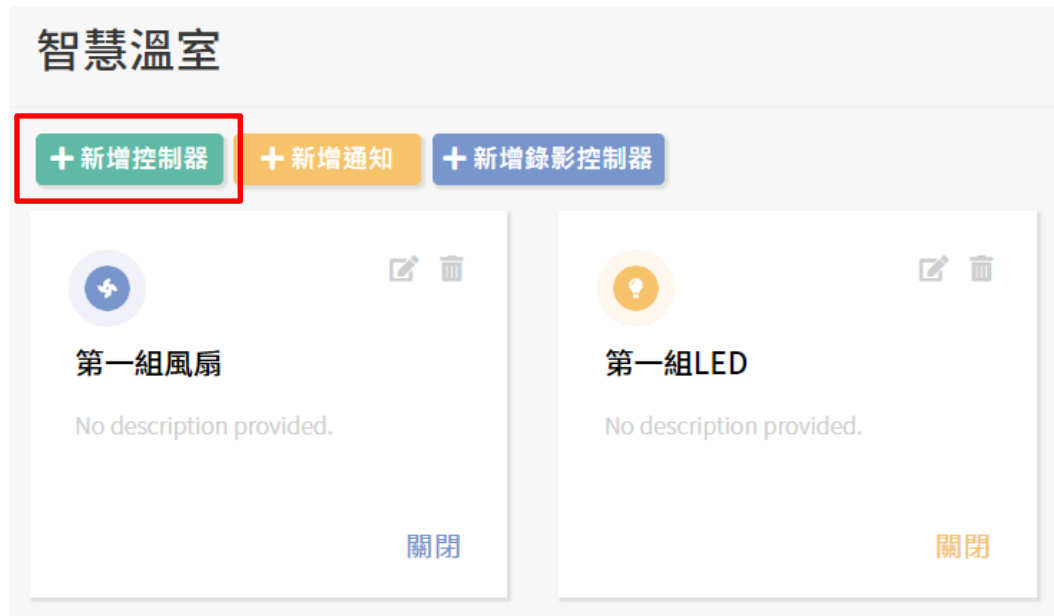 智慧溫室
新增控制器
新增通知
新增錄影控制器
第一組風扇
No description provided.
關閉
第一組LED
No description provided.
關閉